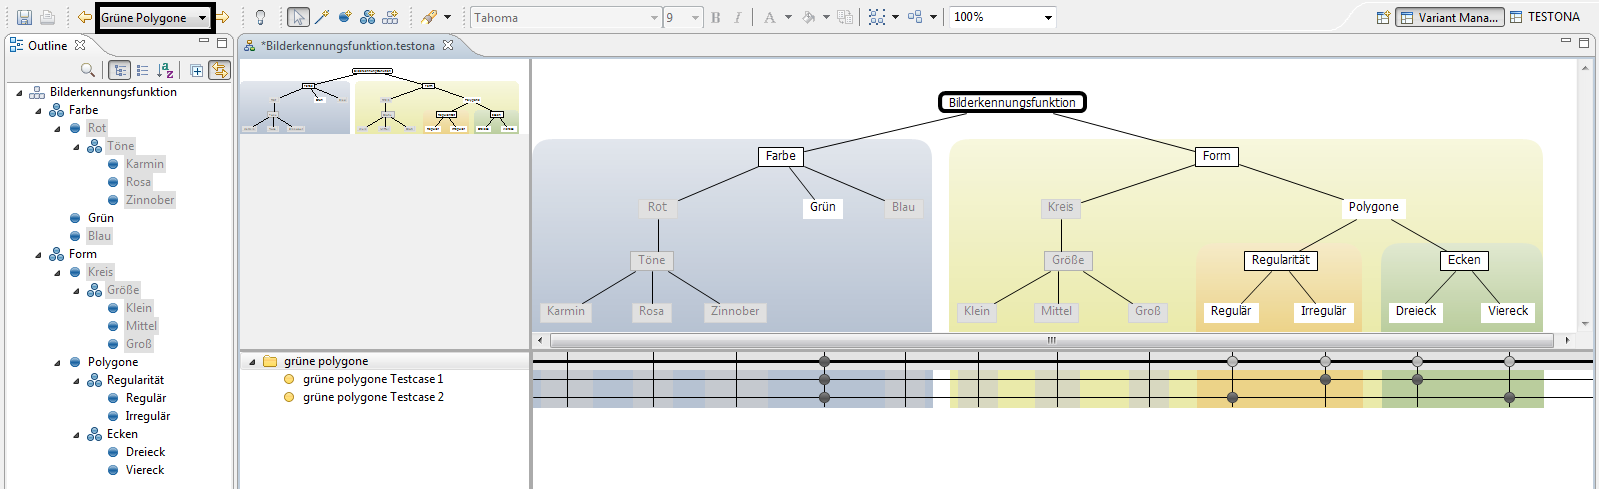 Grüne Polygone
Tahoma
9
B
I
A
100%
Variant Mana...
TESTONA
Outline
*Bilderkennungsfunktion.testona
Bilderkennungsfunktion
Farbe
Rot
Töne
Karmin
Rosa
Zinnober
Grün
Blau
Form
Kreis
Größe
Klein
Mittel
Groß
Polygone
Regularität
Regulär
Irregulär
Ecken
Dreieck
Viereck
Bilderkennungsfunktion
Farbe Form
Rot Grün Blau Kreis Polygone
Töne Größe Regularität Ecken
Karmin Rosa Zinnober Klein Mittel Groß Regulär Irregulär Dreieck Viereck
grüne polygone
grüne polygone Testcase 1
grüne polygone Testcase 2